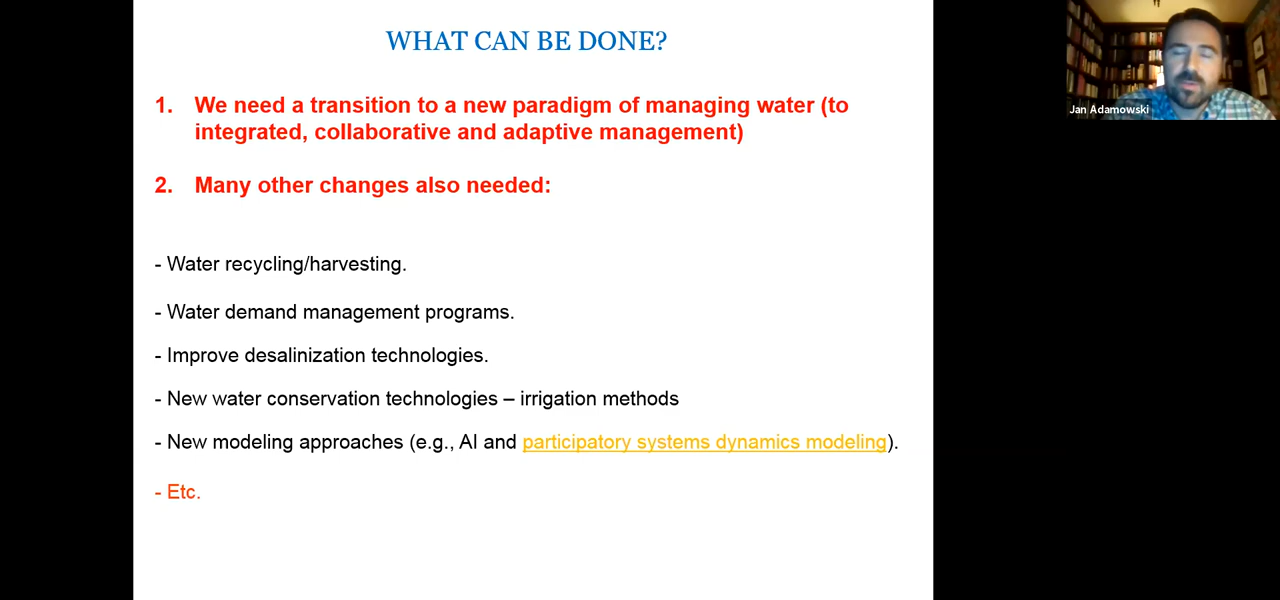 WHAT CAN BE DONE?
1. We need a transition to a new paradigm of managing water (to
integrated, collaborative and adaptive management)
2. Many other changes also needed:
- Water recycling/harvesting.
- Water demand management programs.
- Improve desalinization technologies.
- New water conservation technologies – irrigation methods
- New modeling approaches (e.g., AI and participatory systems dynamics modeling).
- Etc.
Jan Adamowski